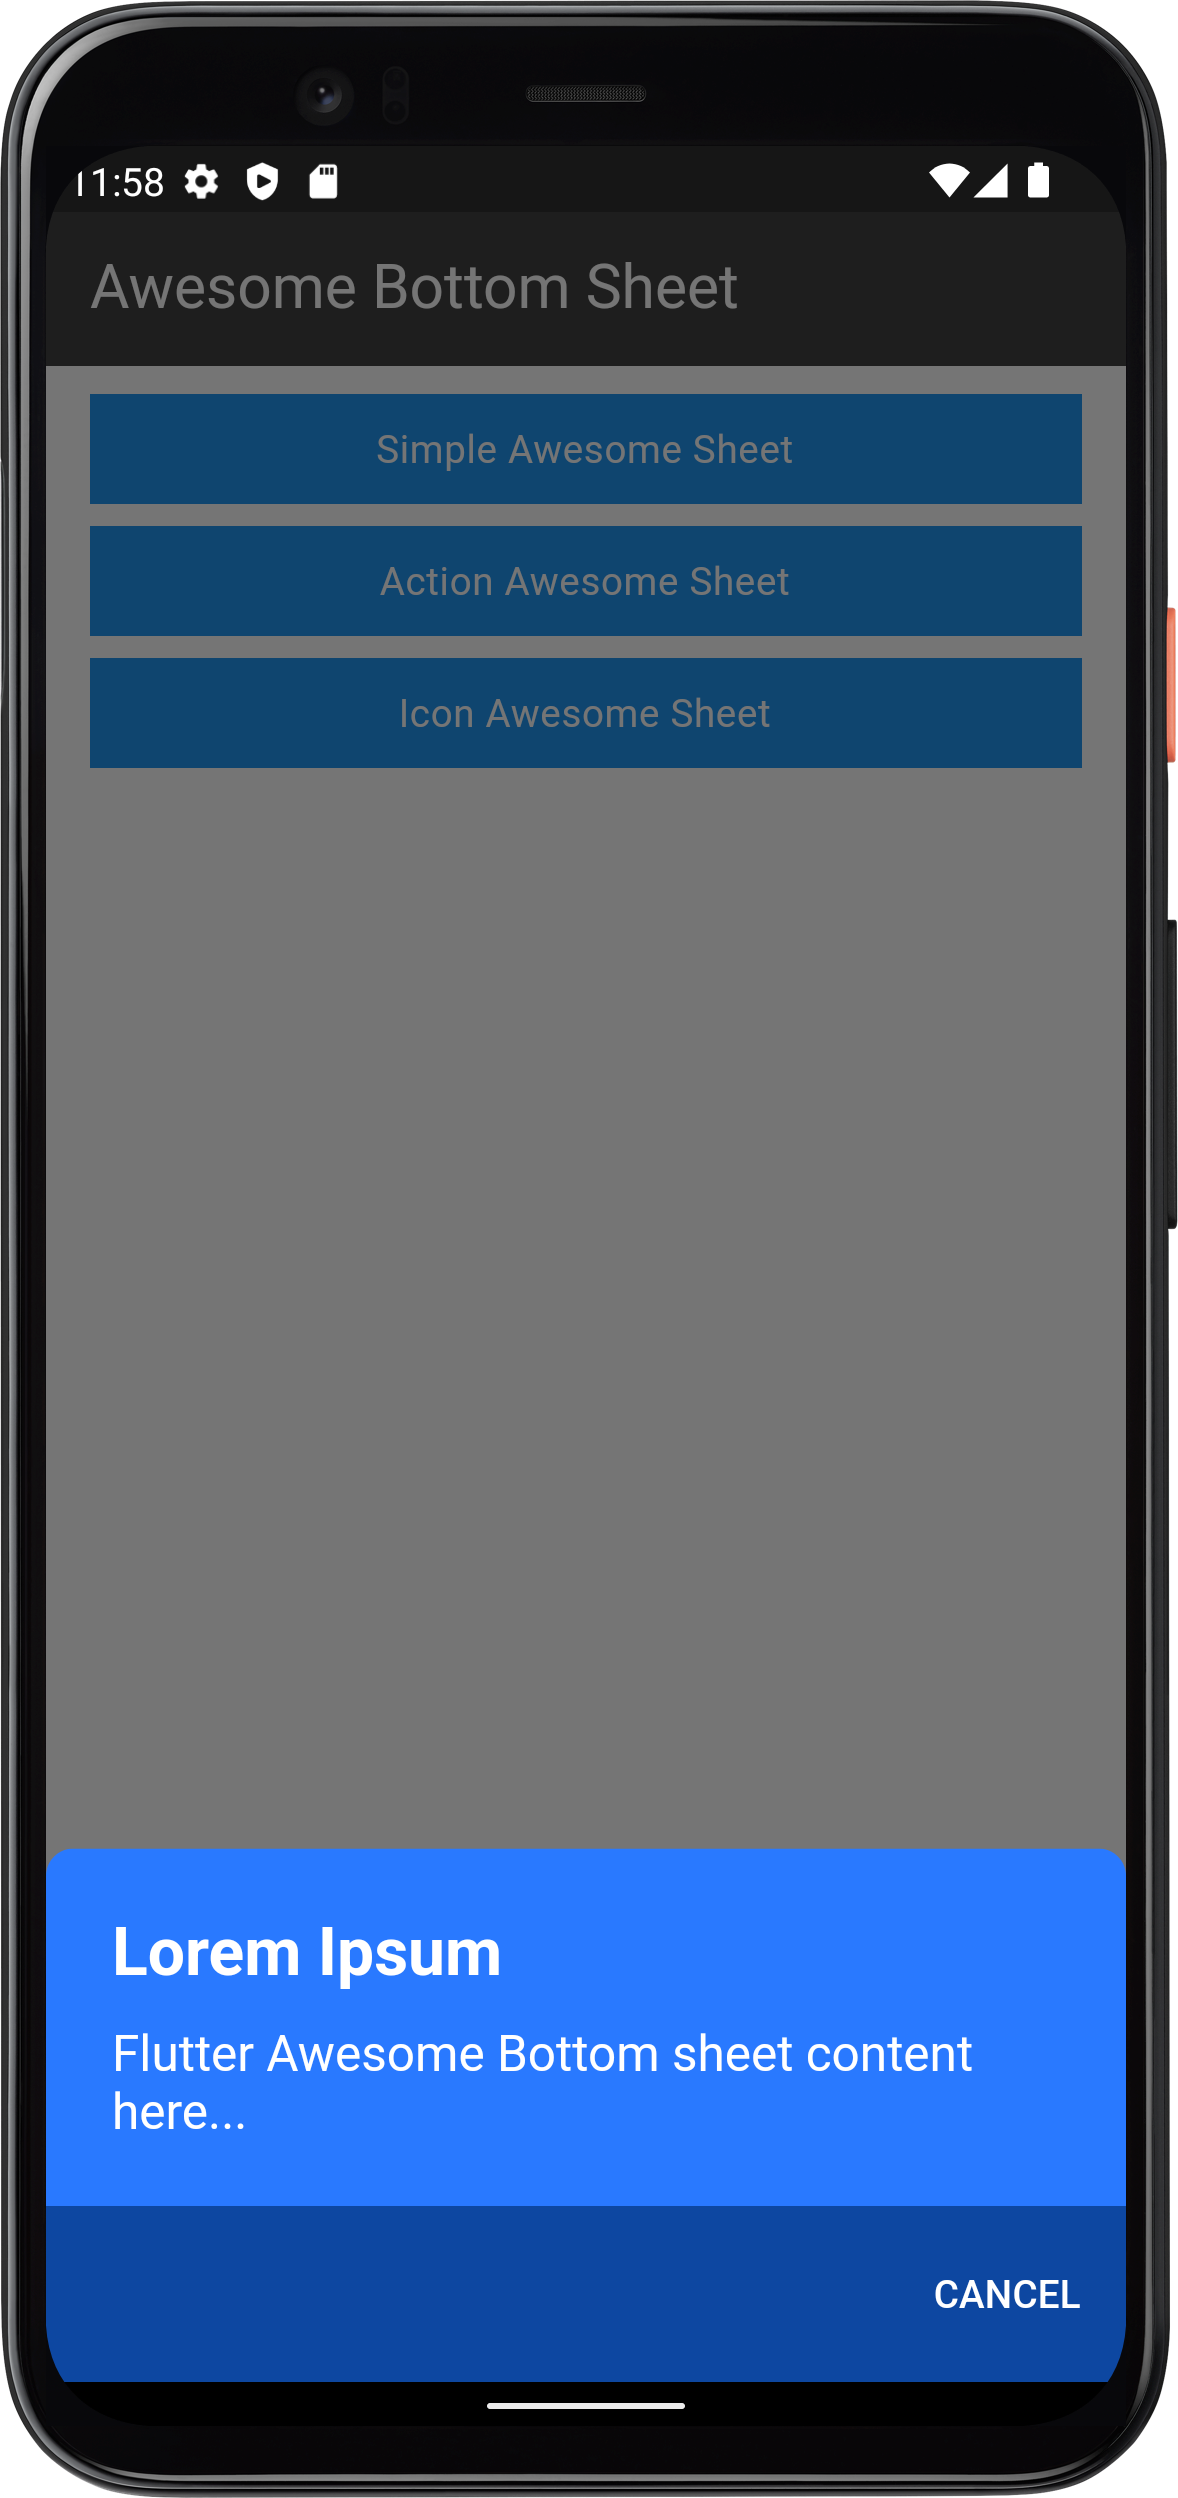 11:58
Awesome Bottom Sheet
Simple Awesome Sheet
Action Awesome Sheet
Icon Awesome Sheet
Lorem Ipsum
Flutter Awesome Bottom sheet content
here...
CANCEL